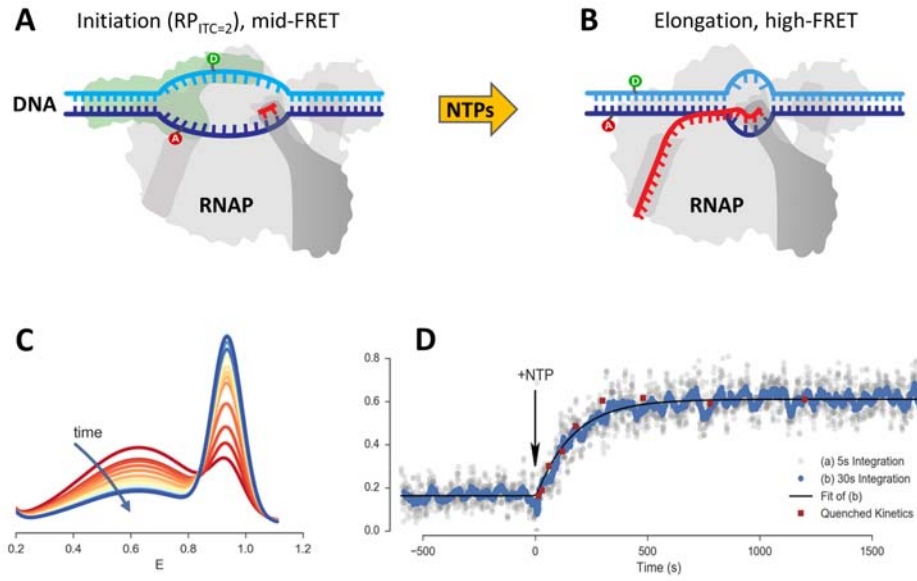 A Initiation (RP_ITC=2), mid-FRET
D
DNA
A
RNAP
NTPs
B Elongation, high-FRET
D
A
RNAP
C
time
0.2 0.4 0.6 0.8 1.0 1.2
E
D
0.8
0.6
0.4
0.2
0.0
+NTP
(a) 5s Integration
(b) 30s Integration
Fit of (b)
Quenched Kinetics
−500 0 500 1000 1500
Time (s)